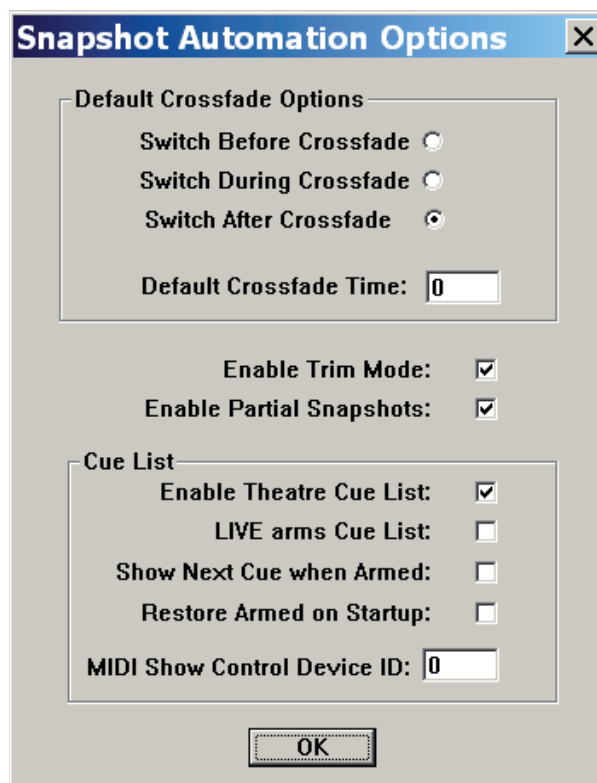 Snapshot Automation Options
Default Crossfade Options
Switch Before Crossfade
Switch During Crossfade
Switch After Crossfade
Default Crossfade Time: 0
Enable Trim Mode:
Enable Partial Snapshots:
Cue List
Enable Theatre Cue List:
LIVE arms Cue List:
Show Next Cue when Armed:
Restore Armed on Startup:
MIDI Show Control Device ID: 0
OK